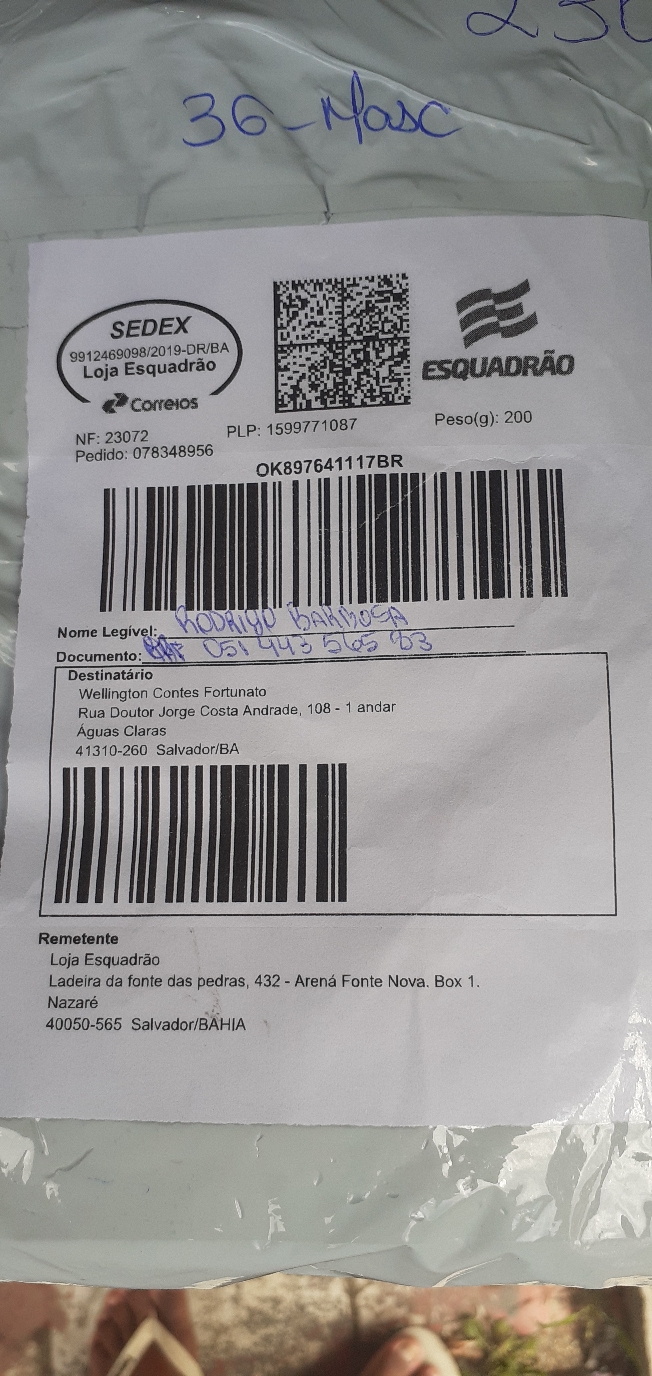 36-Masc
SEDEX
9912469098/2019-DR/BA
Loja Esquadrão
Correios
ESQUADRÃO
NF: 23072
PLP: 1599771087
Peso(g): 200
Pedido: 078348956
OK897641117BR
Nome Legível: RODRIGO BARBOSA
Documento: 051 443 565 83
Destinatário
Wellington Contes Fortunato
Rua Doutor Jorge Costa Andrade, 108 - 1 andar
Águas Claras
41310-260 Salvador/BA
Remetente
Loja Esquadrão
Ladeira da fonte das pedras, 432 - Arená Fonte Nova. Box 1.
Nazaré
40050-565 Salvador/BAHIA